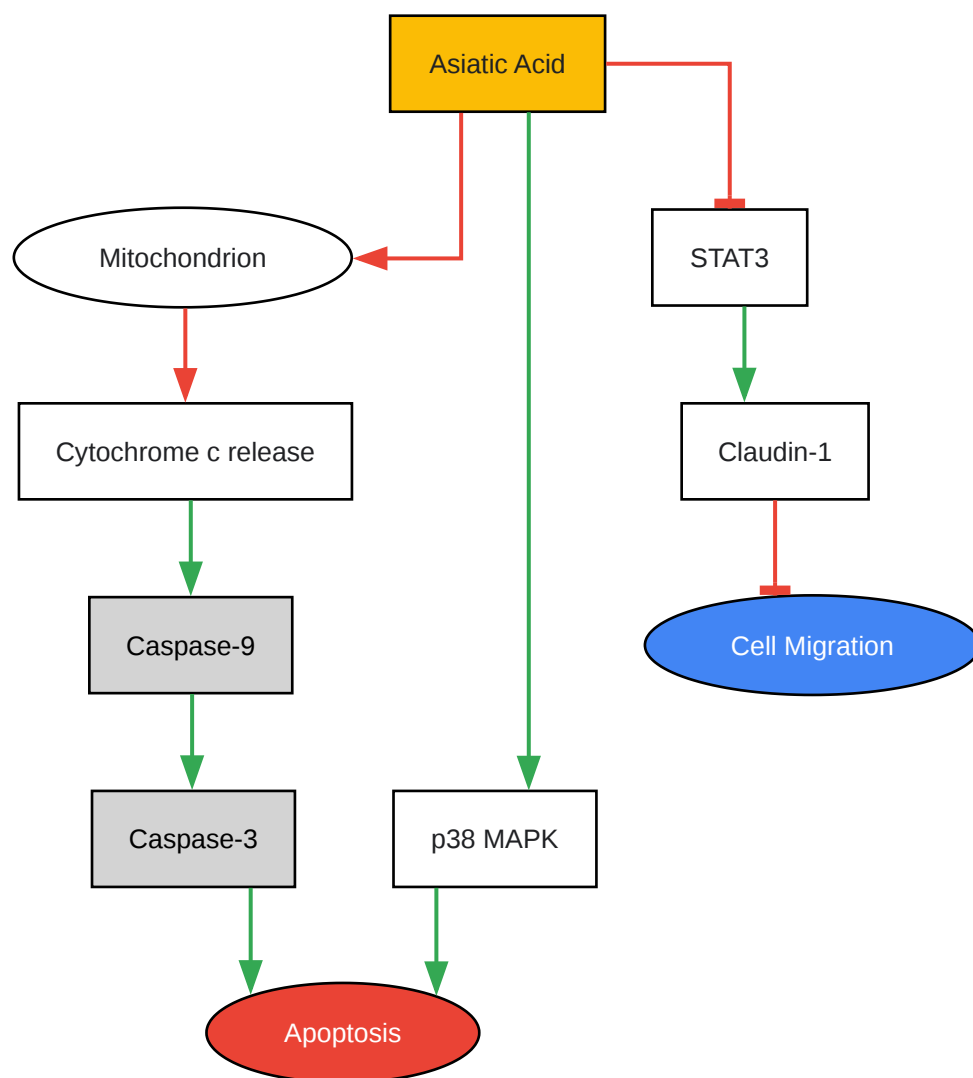 Asiatic Acid
Mitochondrion
STAT3
Cytochrome c release
Claudin-1
Caspase-9
Cell Migration
Caspase-3
p38 MAPK
Apoptosis